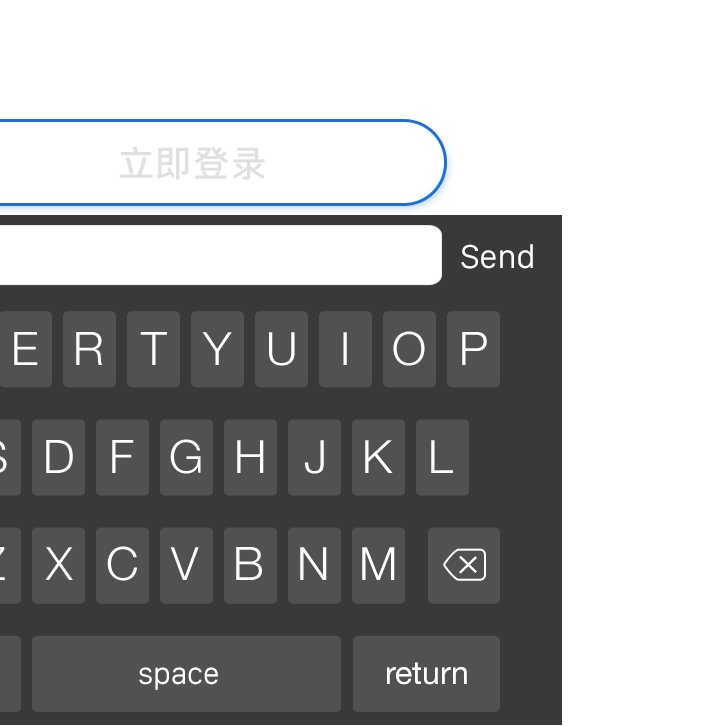 立即登录
Send
E R T Y U I O P
S D F G H J K L
Z X C V B N M
space return